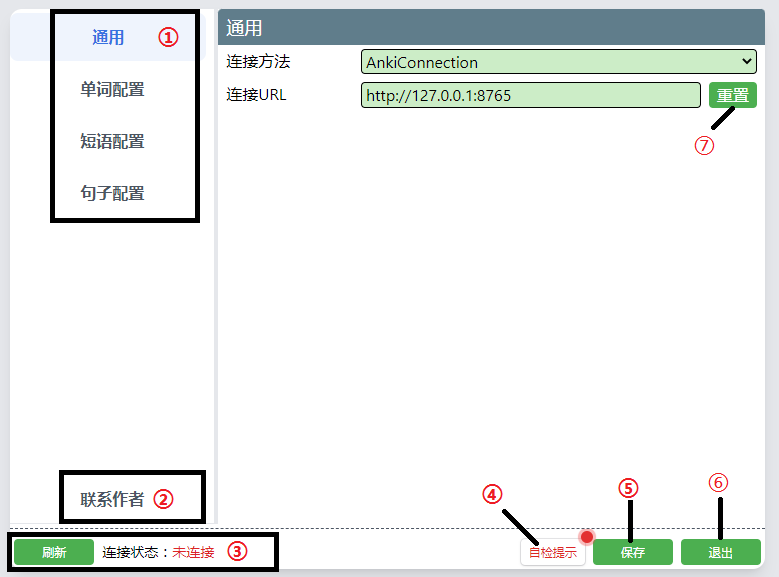 通用 ①
单词配置
短语配置
句子配置
联系作者 ②
通用
连接方法 AnkiConnection
连接URL http://127.0.0.1:8765 重置
⑦
④ ⑤ ⑥
刷新 连接状态：未连接 ③ 自检提示 保存 退出